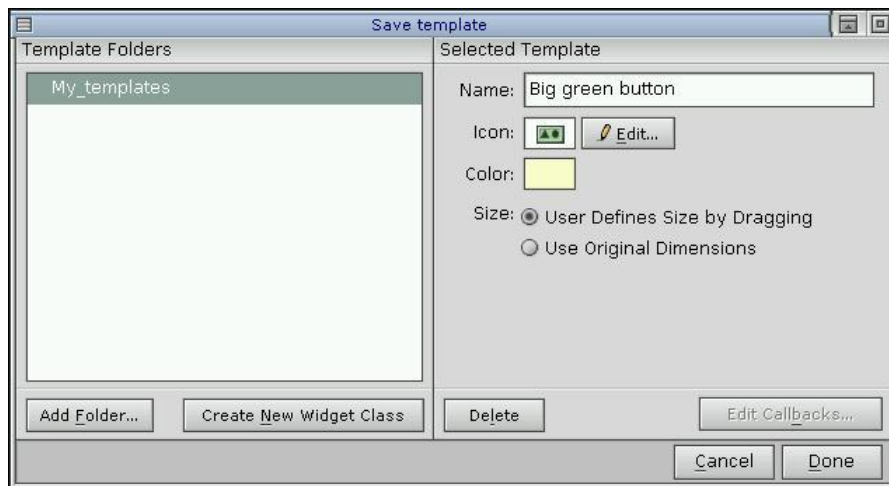 Save template
Template Folders
My_templates
Add Folder...
Create New Widget Class
Selected Template
Name: Big green button
Icon: Edit...
Color:
Size: User Defines Size by Dragging
Use Original Dimensions
Delete
Edit Callbacks...
Cancel
Done